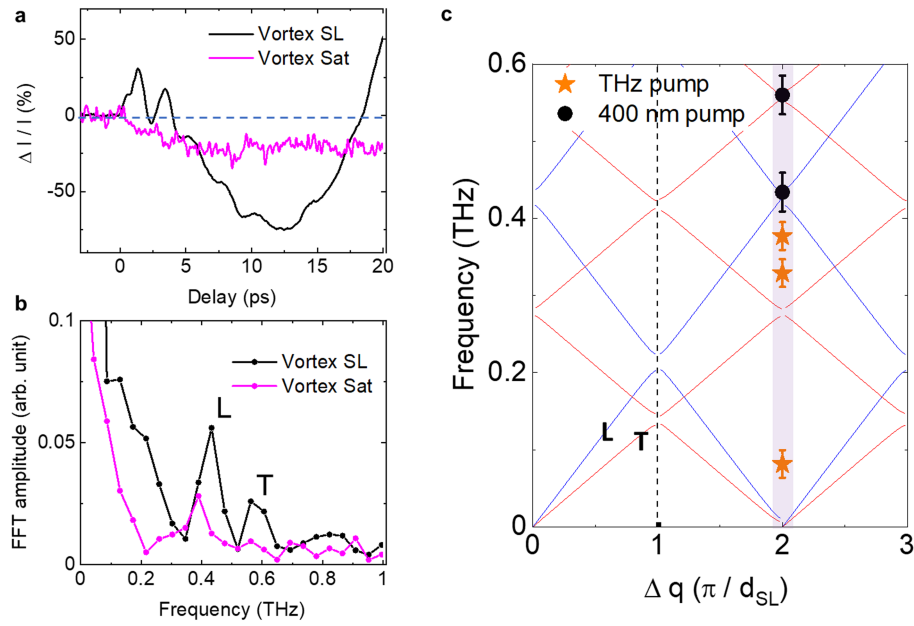 a
50
0
-50
Δ I / I (%)
Vortex SL
Vortex Sat
0
5
10
15
20
Delay (ps)
b
0.1
0.05
0
FFT amplitude (arb. unit)
Vortex SL
Vortex Sat
L
T
0
0.2
0.4
0.6
0.8
1
Frequency (THz)
c
0.6
0.4
0.2
0
Frequency (THz)
THz pump
400 nm pump
L
T
0
1
2
3
Δ q (π / dSL)